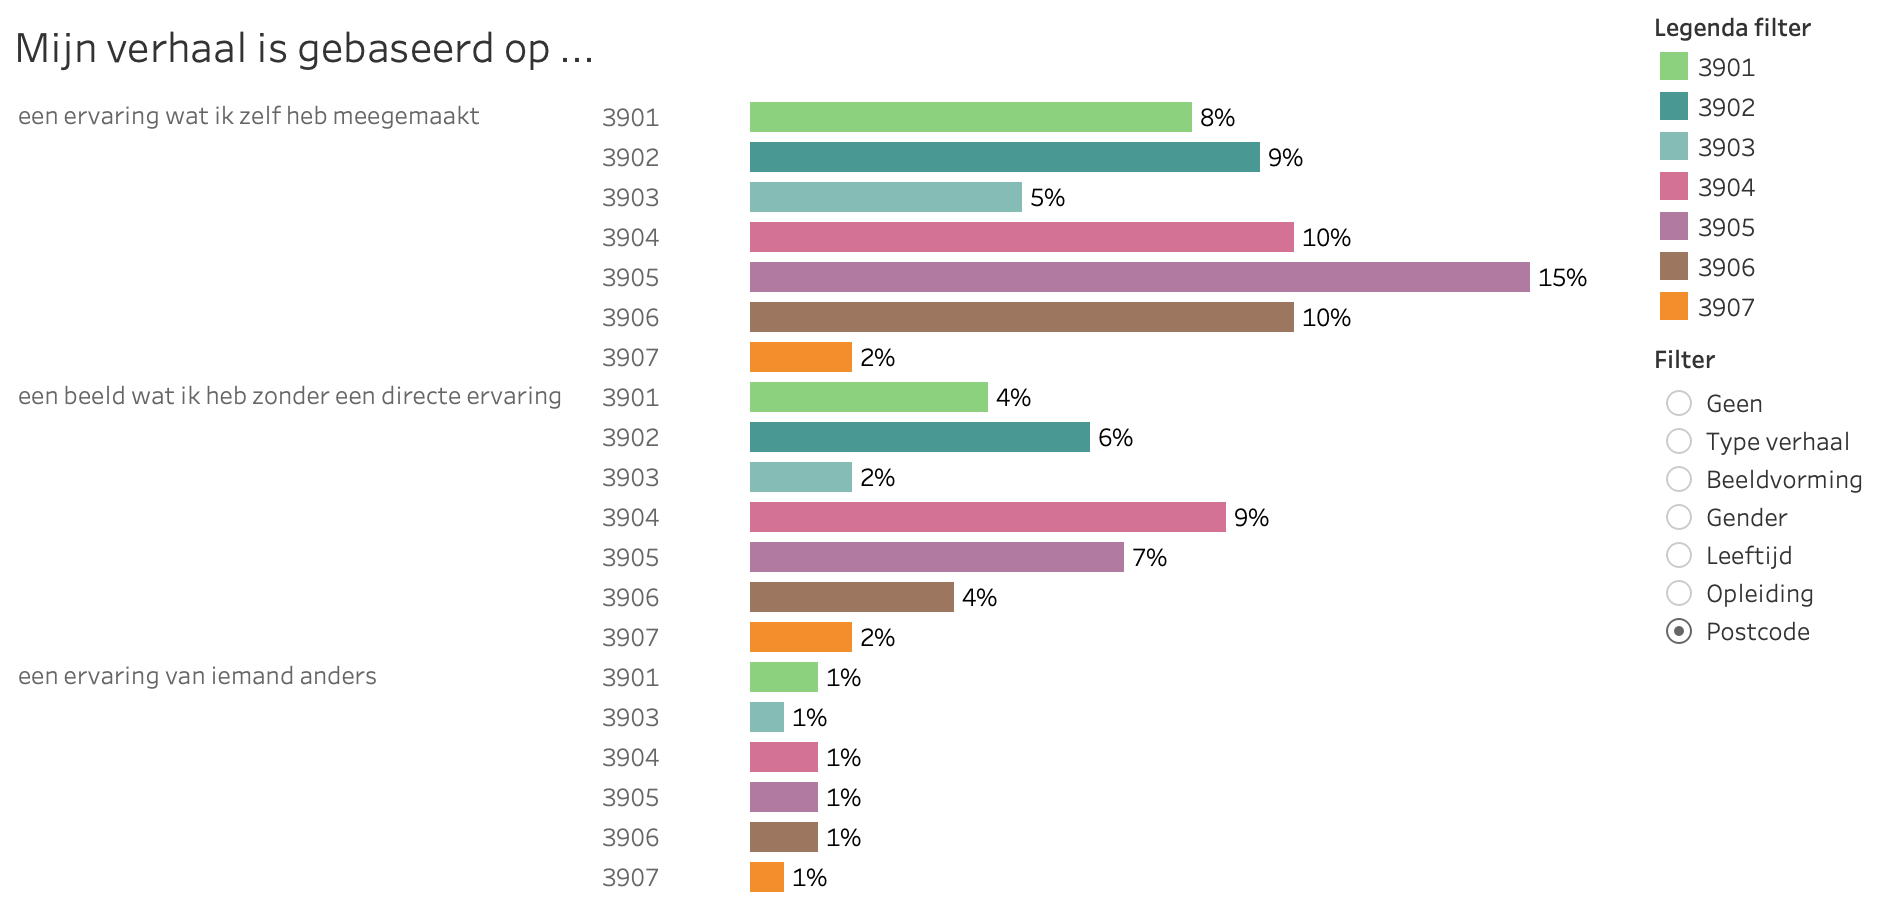 Mijn verhaal is gebaseerd op ...
een ervaring wat ik zelf heb meegemaakt
3901 8%
3902 9%
3903 5%
3904 10%
3905 15%
3906 10%
3907 2%
een beeld wat ik heb zonder een directe ervaring
3901 4%
3902 6%
3903 2%
3904 9%
3905 7%
3906 4%
3907 2%
een ervaring van iemand anders
3901 1%
3903 1%
3904 1%
3905 1%
3906 1%
3907 1%
Legenda filter
3901
3902
3903
3904
3905
3906
3907
Filter
Geen
Type verhaal
Beeldvorming
Gender
Leeftijd
Opleiding
Postcode